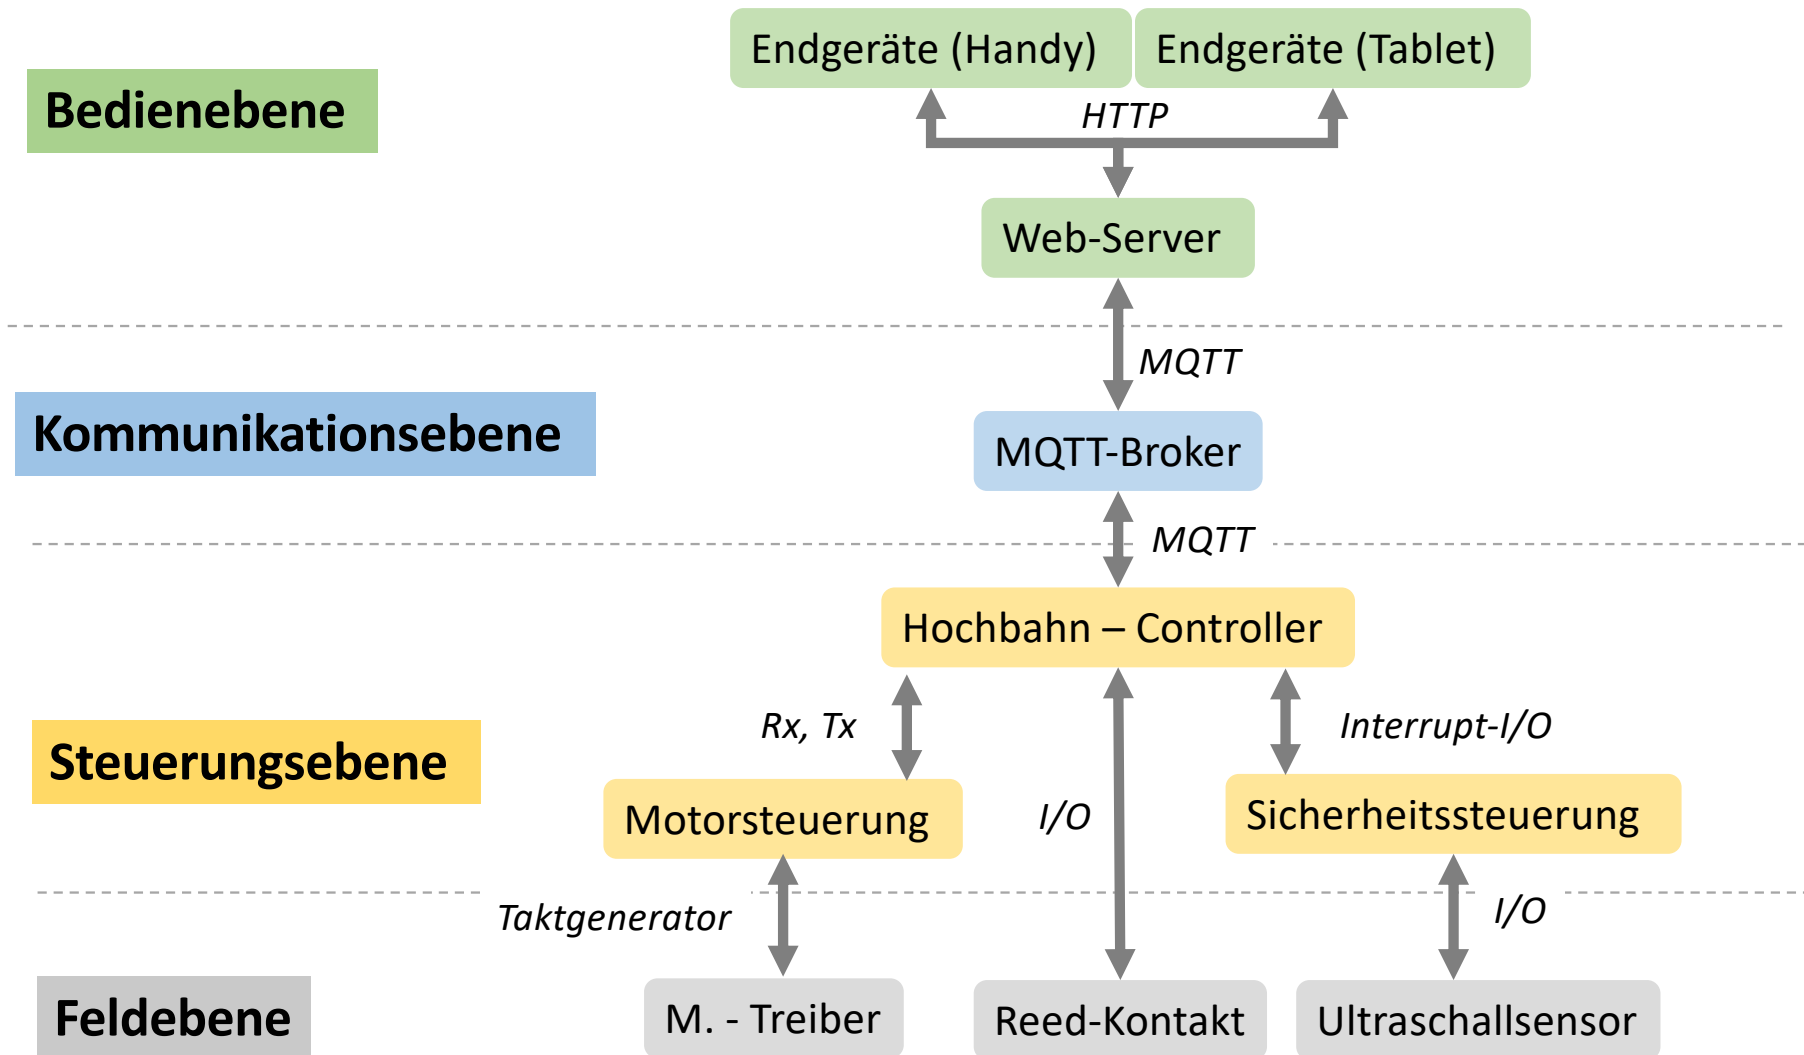 Endgeräte (Handy)
Endgeräte (Tablet)
Bedienebene
HTTP
Web-Server
MQTT
Kommunikationsebene
MQTT-Broker
MQTT
Hochbahn – Controller
Rx, Tx
Interrupt-I/O
Steuerungsebene
Motorsteuerung
I/O
Sicherheitssteuerung
Taktgenerator
I/O
Feldebene
M. - Treiber
Reed-Kontakt
Ultraschallsensor